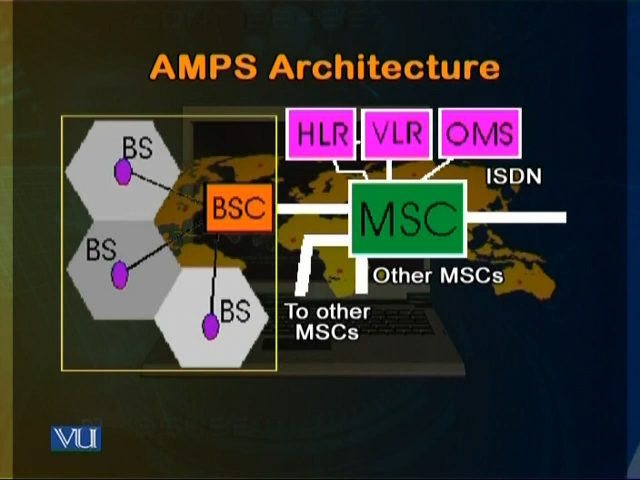 AMPS Architecture
BS
HLR
VLR
OMS
ISDN
BSC
MSC
BS
Other MSCs
BS
To other
MSCs
VU